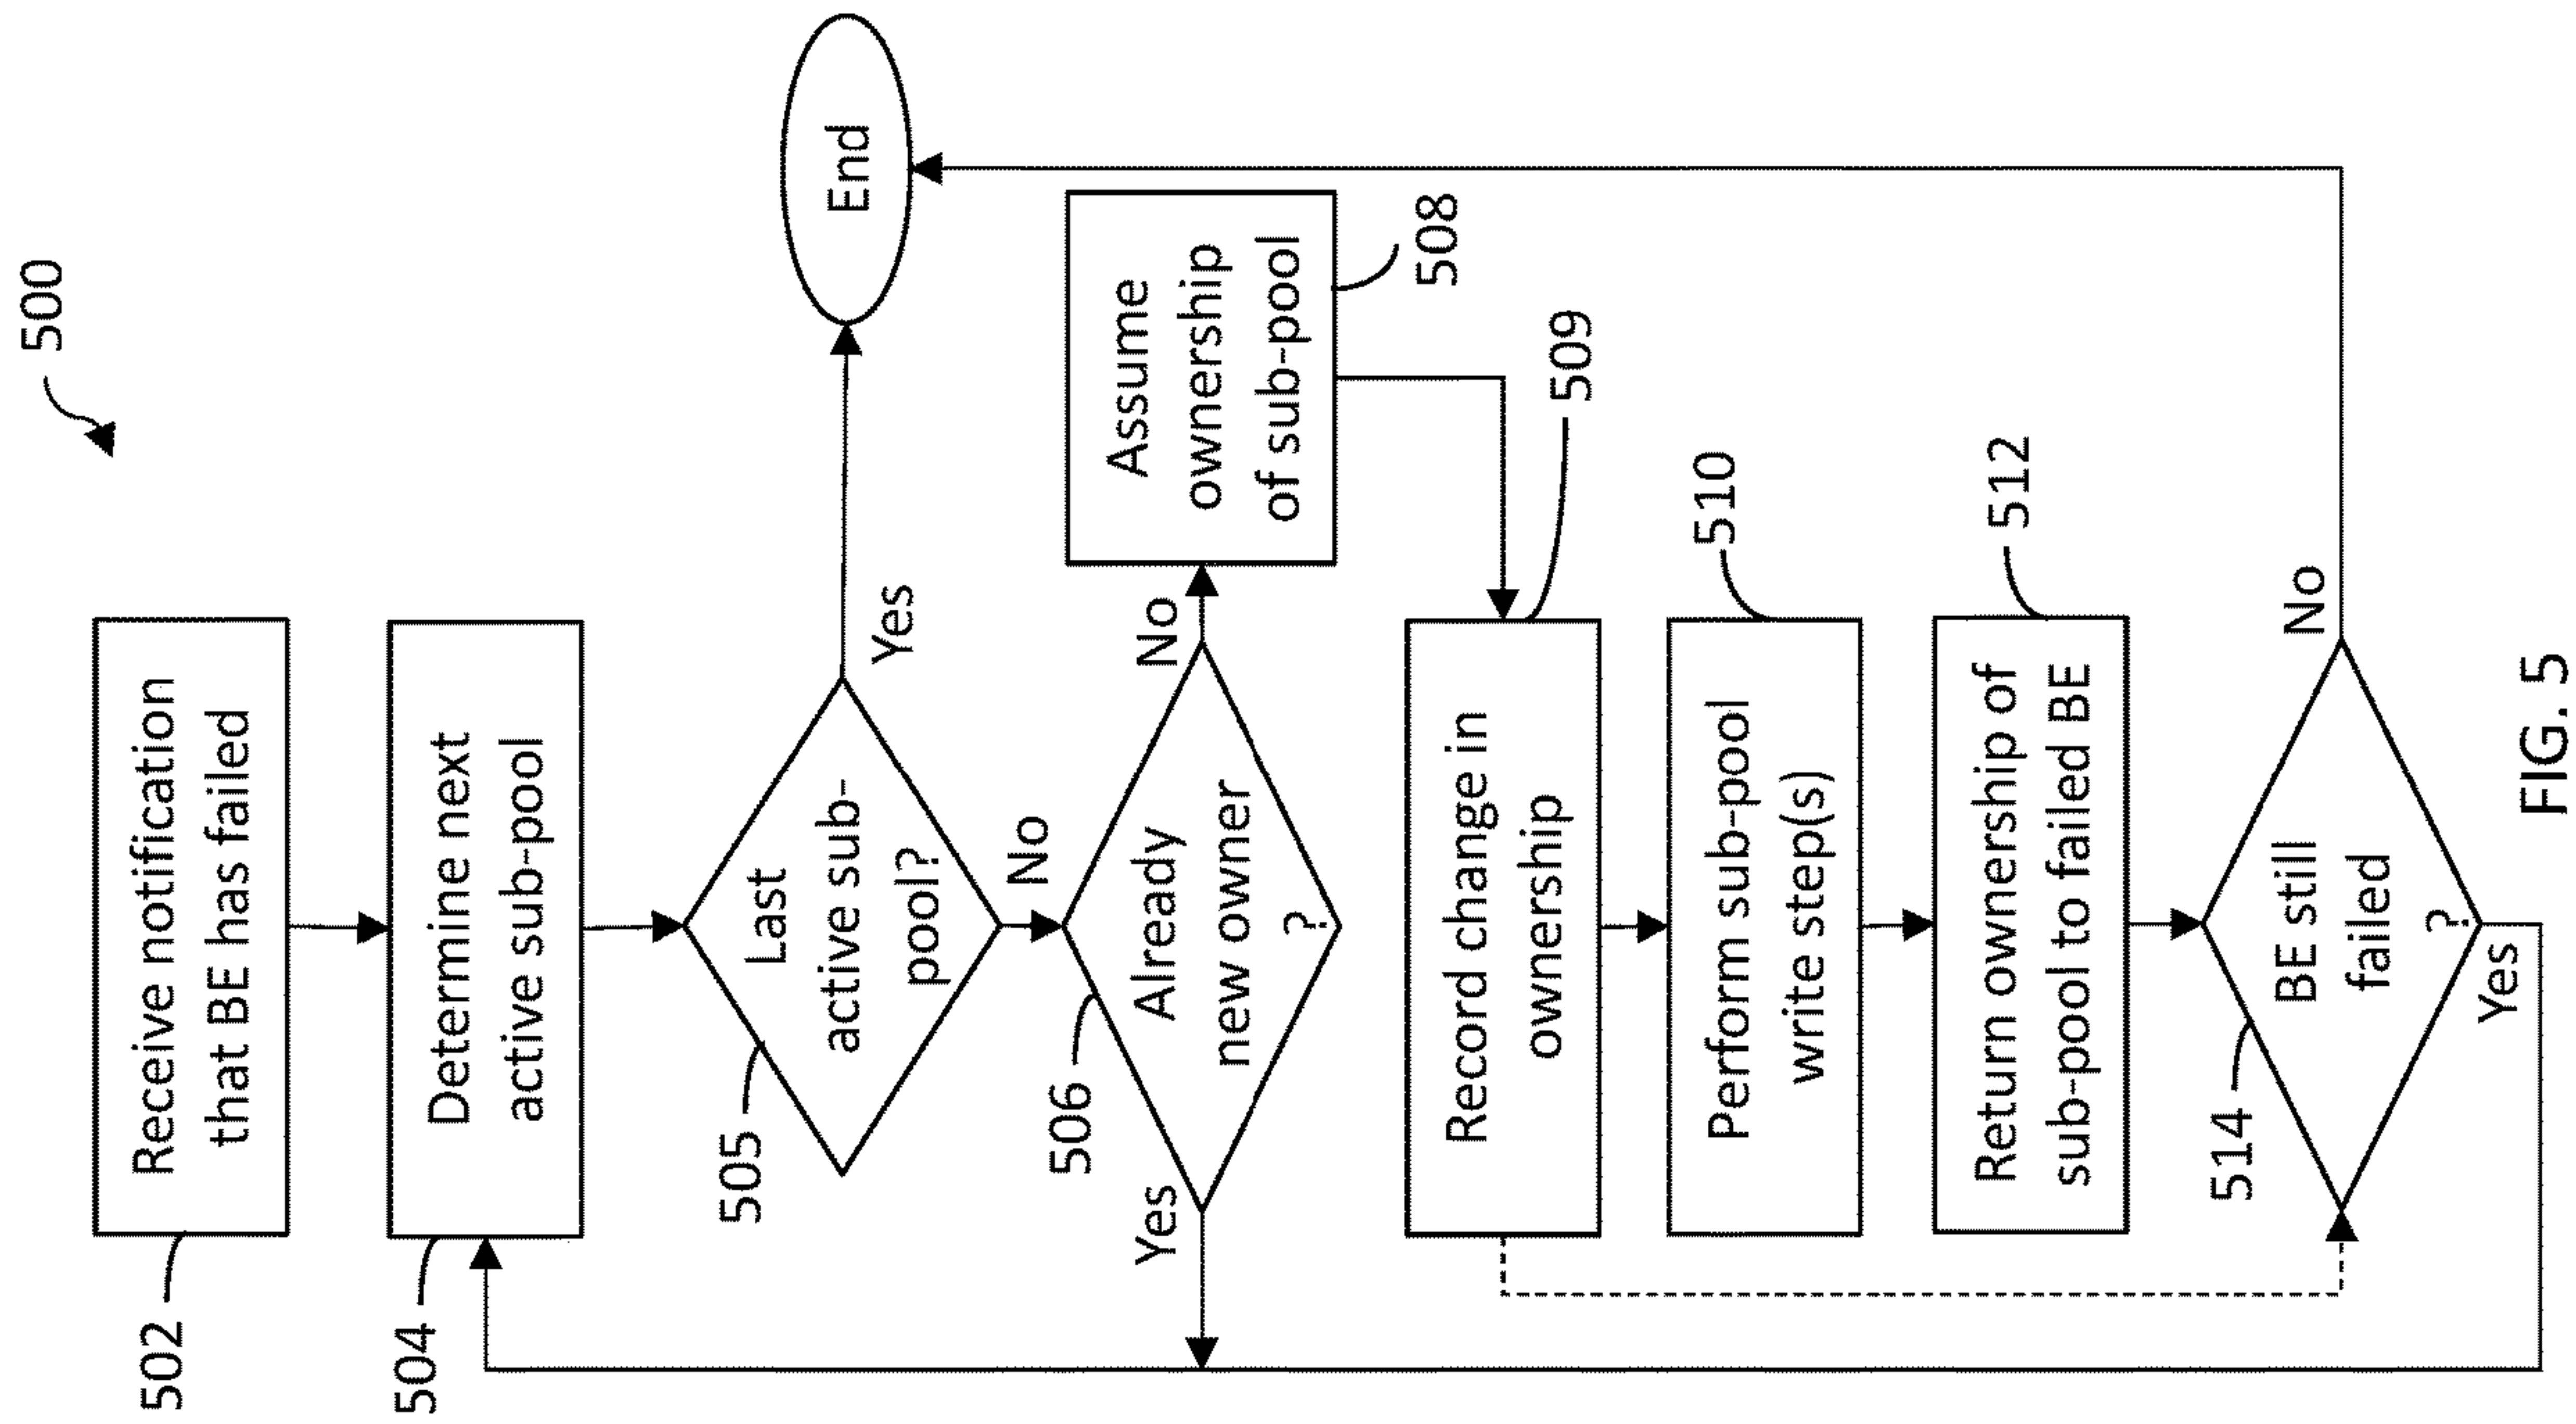 500
Receive notification
that BE has failed
502
Determine next
active sub-pool
504
Last
active sub-
pool?
505
Yes
End
No
Already
new owner
?
506
Yes
No
Assume
ownership
of sub-pool
508
Record change in
ownership
509
Perform sub-pool
write step(s)
510
Return ownership of
sub-pool to failed BE
512
BE still
failed
?
514
No
Yes
FIG. 5